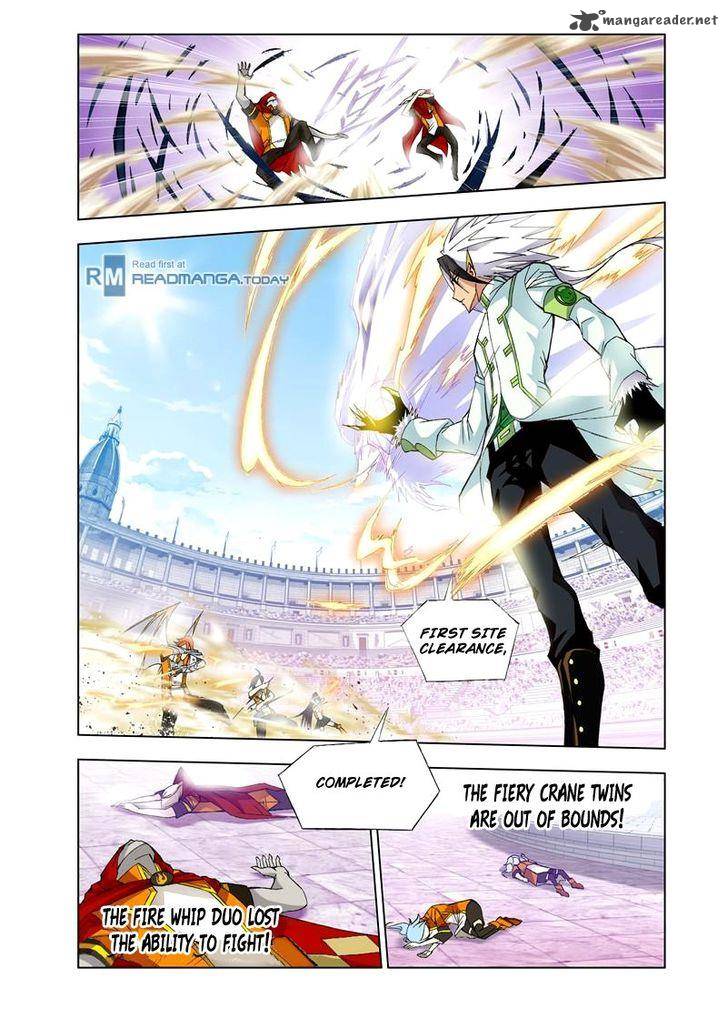 mangareader.net
RM
Read first at
READMANGA.TODAY
FIRST SITE
CLEARANCE,
COMPLETED!
THE FIERY CRANE TWINS
ARE OUT OF BOUNDS!
THE FIRE WHIP DUO LOST
THE ABILITY TO FIGHT!